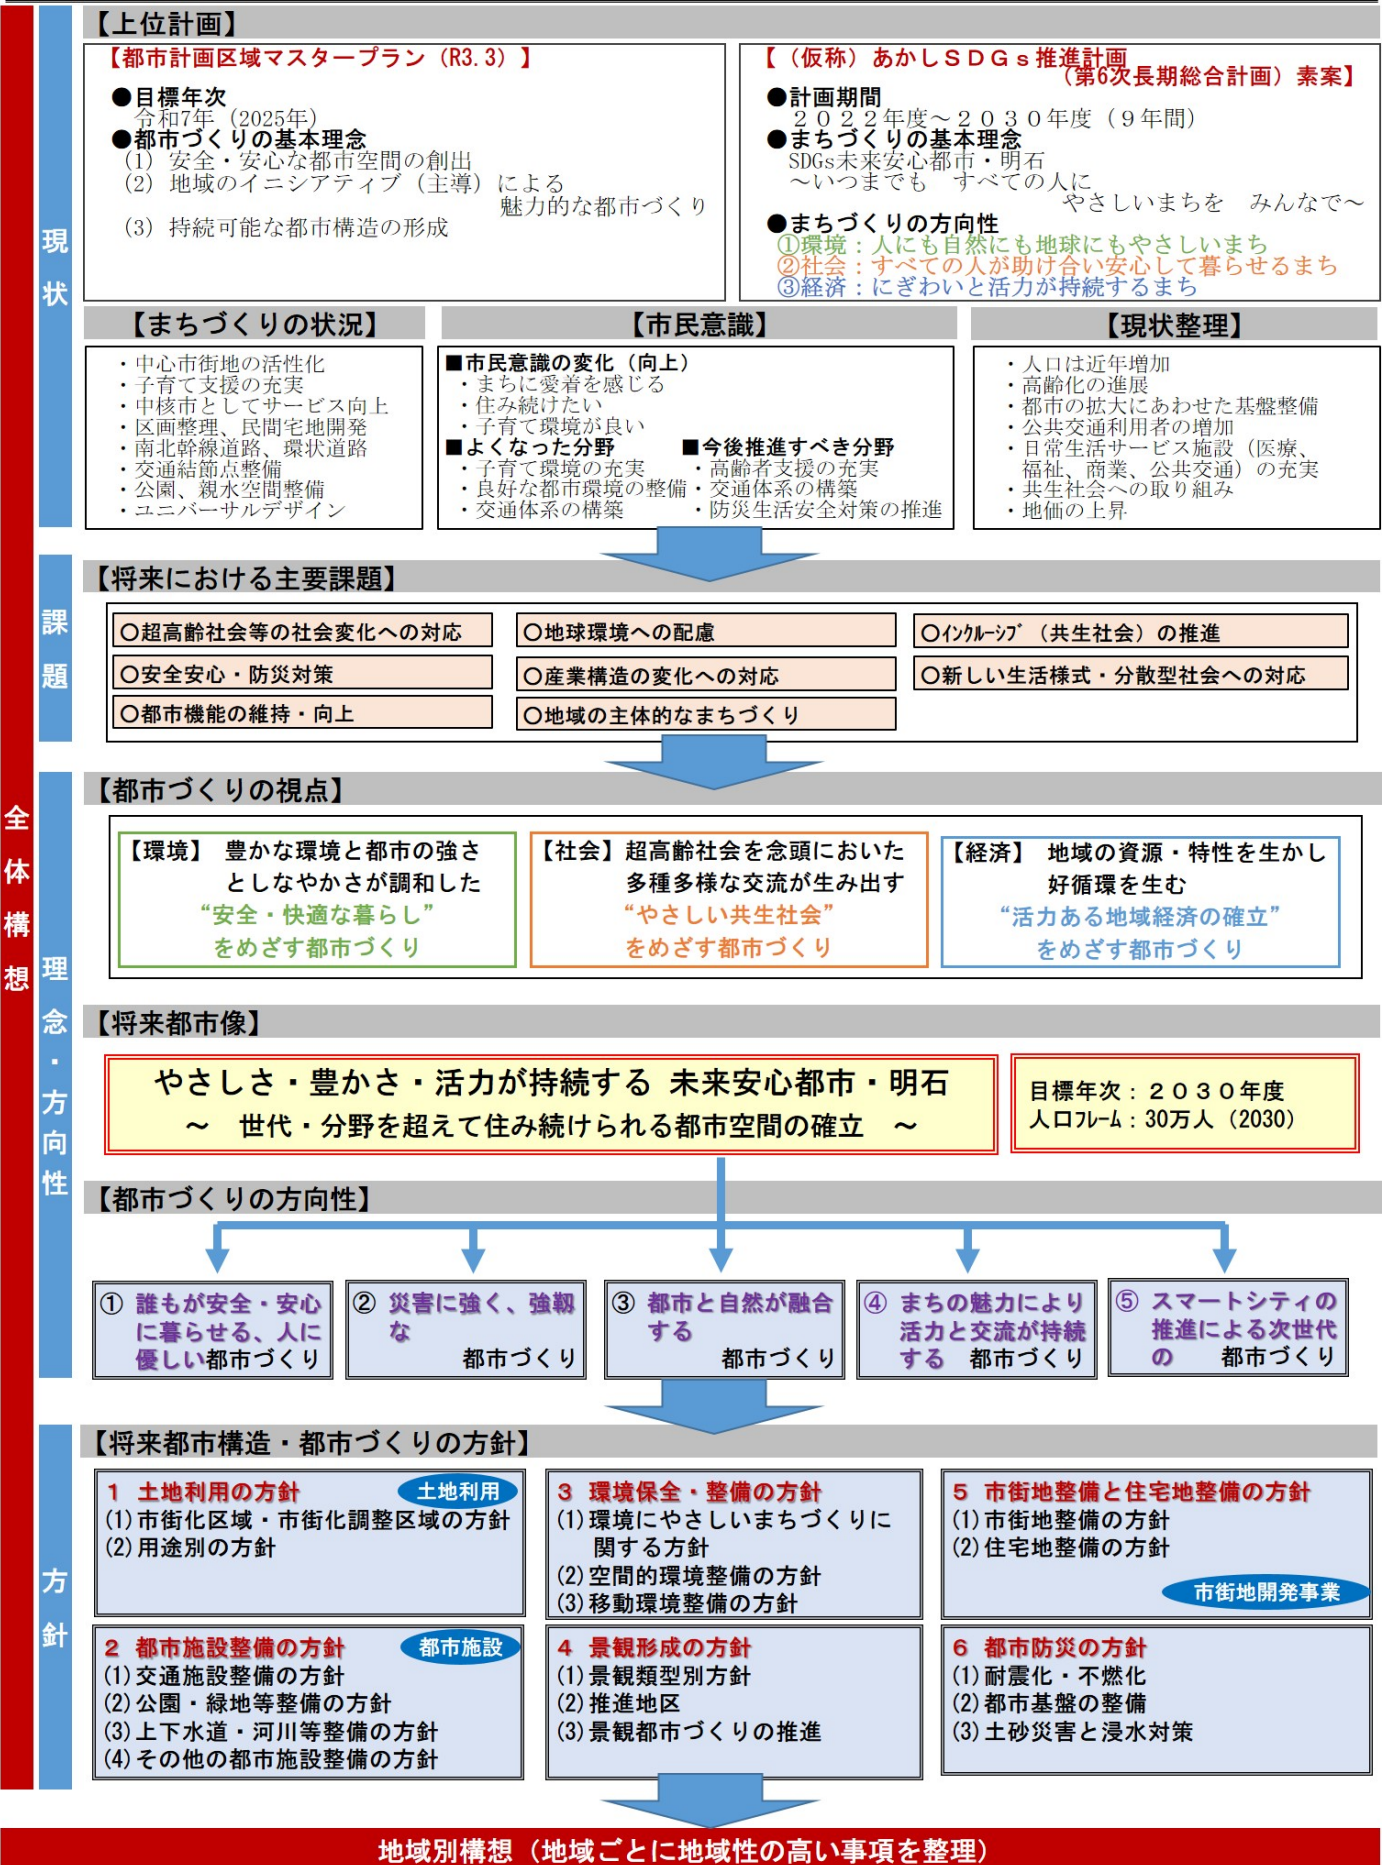 全体構想
現状
【上位計画】
【都市計画区域マスタープラン（R3.3）】
●目標年次
令和7年（2025年）
●都市づくりの基本理念
(1) 安全・安心な都市空間の創出
(2) 地域のイニシアティブ（主導）による
魅力的な都市づくり
(3) 持続可能な都市構造の形成
【（仮称）あかしＳＤＧｓ推進計画
（第6次長期総合計画）素案】
●計画期間
２０２２年度～２０３０年度（９年間）
●まちづくりの基本理念
SDGs未来安心都市・明石
～いつまでも　すべての人に
やさしいまちを　みんなで～
●まちづくりの方向性
①環境：人にも自然にも地球にもやさしいまち
②社会：すべての人が助け合い安心して暮らせるまち
③経済：にぎわいと活力が持続するまち
【まちづくりの状況】
・中心市街地の活性化
・子育て支援の充実
・中核市としてサービス向上
・区画整理、民間宅地開発
・南北幹線道路、環状道路
・交通結節点整備
・公園、親水空間整備
・ユニバーサルデザイン
【市民意識】
■市民意識の変化（向上）
・まちに愛着を感じる
・住み続けたい
・子育て環境が良い
■よくなった分野
・子育て環境の充実
・良好な都市環境の整備
・交通体系の構築
■今後推進すべき分野
・高齢者支援の充実
・交通体系の構築
・防災生活安全対策の推進
【現状整理】
・人口は近年増加
・高齢化の進展
・都市の拡大にあわせた基盤整備
・公共交通利用者の増加
・日常生活サービス施設（医療、
福祉、商業、公共交通）の充実
・共生社会への取り組み
・地価の上昇
課題
【将来における主要課題】
〇超高齢社会等の社会変化への対応
〇地球環境への配慮
〇ｲﾝｸﾙｰｼﾌﾞ（共生社会）の推進
〇安全安心・防災対策
〇産業構造の変化への対応
〇新しい生活様式・分散型社会への対応
〇都市機能の維持・向上
〇地域の主体的なまちづくり
理念・方向性
【都市づくりの視点】
【環境】 豊かな環境と都市の強さ
としなやかさが調和した
“安全・快適な暮らし”
をめざす都市づくり
【社会】超高齢社会を念頭においた
多種多様な交流が生み出す
“やさしい共生社会”
をめざす都市づくり
【経済】 地域の資源・特性を生かし
好循環を生む
“活力ある地域経済の確立”
をめざす都市づくり
【将来都市像】
やさしさ・豊かさ・活力が持続する 未来安心都市・明石
～　世代・分野を超えて住み続けられる都市空間の確立　～
目標年次：２０３０年度
人口ﾌﾚｰﾑ：30万人（2030）
【都市づくりの方向性】
① 誰もが安全・安心
に暮らせる、人に
優しい都市づくり
② 災害に強く、強靱
な
都市づくり
③ 都市と自然が融合
する
都市づくり
④ まちの魅力により
活力と交流が持続
する　都市づくり
⑤ スマートシティの
推進による次世代
の　都市づくり
方針
【将来都市構造・都市づくりの方針】
1 土地利用の方針
土地利用
(1)市街化区域・市街化調整区域の方針
(2)用途別の方針
2 都市施設整備の方針
都市施設
(1)交通施設整備の方針
(2)公園・緑地等整備の方針
(3)上下水道・河川等整備の方針
(4)その他の都市施設整備の方針
3 環境保全・整備の方針
(1)環境にやさしいまちづくりに
関する方針
(2)空間的環境整備の方針
(3)移動環境整備の方針
4 景観形成の方針
(1)景観類型別方針
(2)推進地区
(3)景観都市づくりの推進
5 市街地整備と住宅地整備の方針
(1)市街地整備の方針
(2)住宅地整備の方針
市街地開発事業
6 都市防災の方針
(1)耐震化・不燃化
(2)都市基盤の整備
(3)土砂災害と浸水対策
地域別構想（地域ごとに地域性の高い事項を整理）